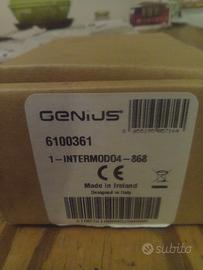 GENIUS®
6100361
1-INTERMODO4-868
CE
Made in Ireland
Designed in Italy
subito